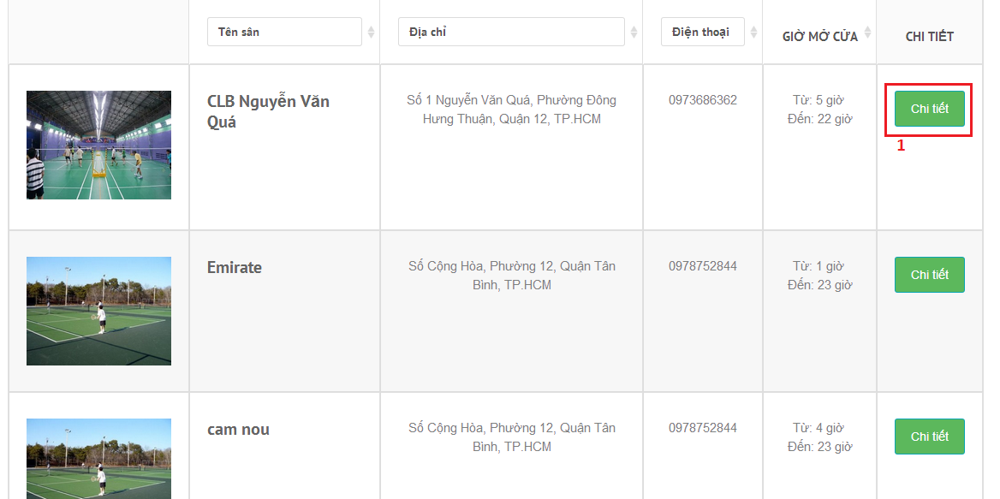 Tên sân
Địa chỉ
Điện thoại
GIỜ MỞ CỬA
CHI TIẾT
CLB Nguyễn Văn
Quá
Số 1 Nguyễn Văn Quá, Phường Đông
Hưng Thuận, Quận 12, TP.HCM
0973686362
Từ: 5 giờ
Đến: 22 giờ
Chi tiết
1
Emirate
Số Cộng Hòa, Phường 12, Quận Tân
Bình, TP.HCM
0978752844
Từ: 1 giờ
Đến: 23 giờ
Chi tiết
cam nou
Số Cộng Hòa, Phường 12, Quận Tân
Bình, TP.HCM
0978752844
Từ: 4 giờ
Đến: 23 giờ
Chi tiết